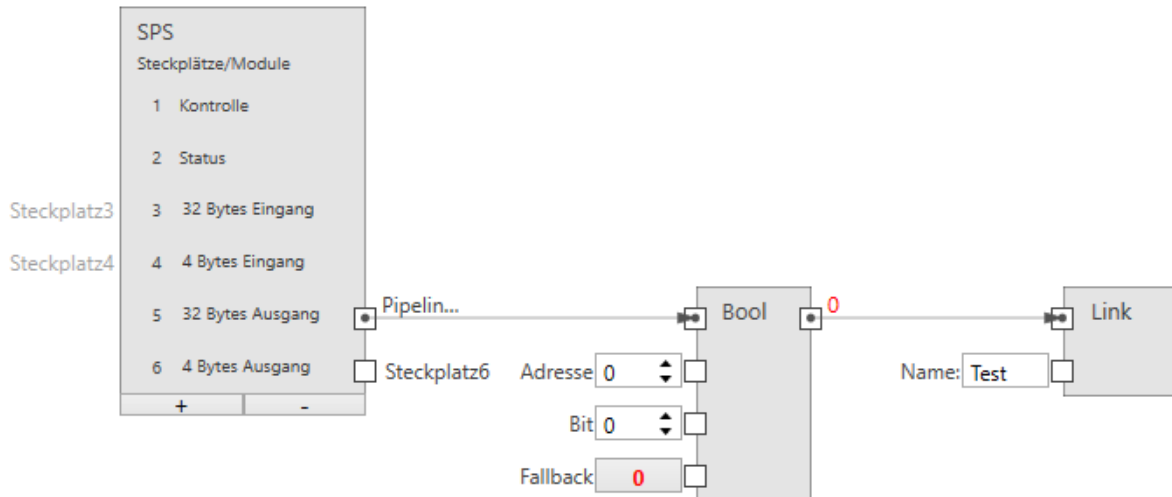 SPS
Steckplätze/Module
1 Kontrolle
2 Status
Steckplatz3 3 32 Bytes Eingang
Steckplatz4 4 4 Bytes Eingang
5 32 Bytes Ausgang Pipelin... Bool 0 Link
6 4 Bytes Ausgang Steckplatz6 Adresse 0 Name: Test
+ -
Bit 0
Fallback 0